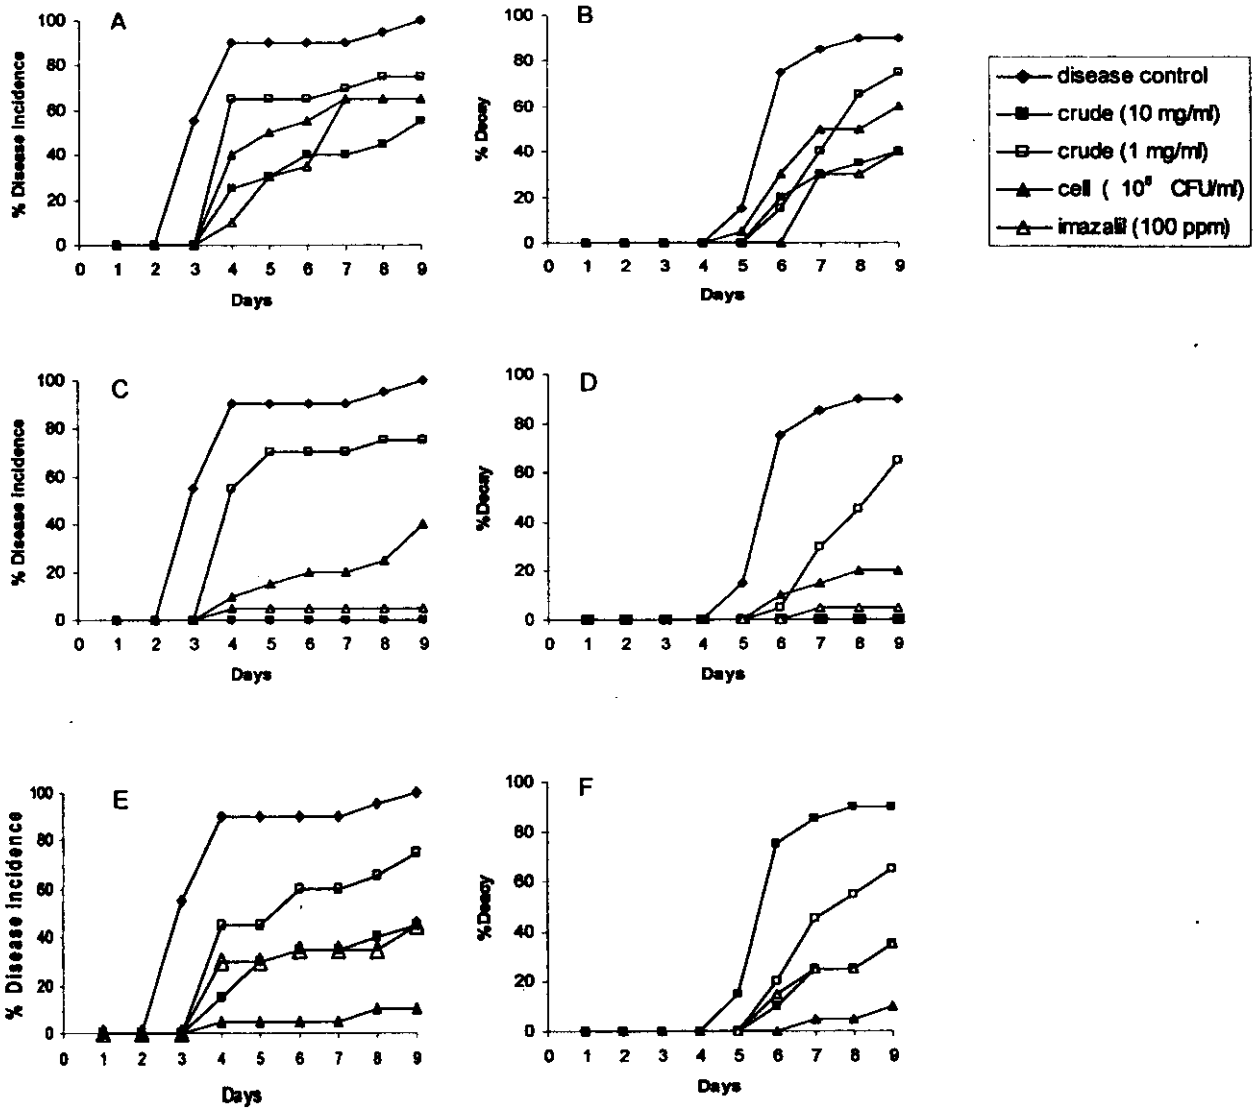 A
% Disease Incidence
100
80
60
40
20
0
0 1 2 3 4 5 6 7 8 9
Days
B
% Decay
100
80
60
40
20
0
0 1 2 3 4 5 6 7 8 9
Days
disease control
crude (10 mg/ml)
crude (1 mg/ml)
cell ( 10⁸ CFU/ml)
imazalil (100 ppm)
C
% Disease Incidence
100
80
60
40
20
0
0 1 2 3 4 5 6 7 8 9
Days
D
%Decay
100
80
60
40
20
0
0 1 2 3 4 5 6 7 8 9
Days
E
% Disease Incidence
100
80
60
40
20
0
0 1 2 3 4 5 6 7 8 9
Days
F
%Decay
100
80
60
40
20
0
0 1 2 3 4 5 6 7 8 9
Days